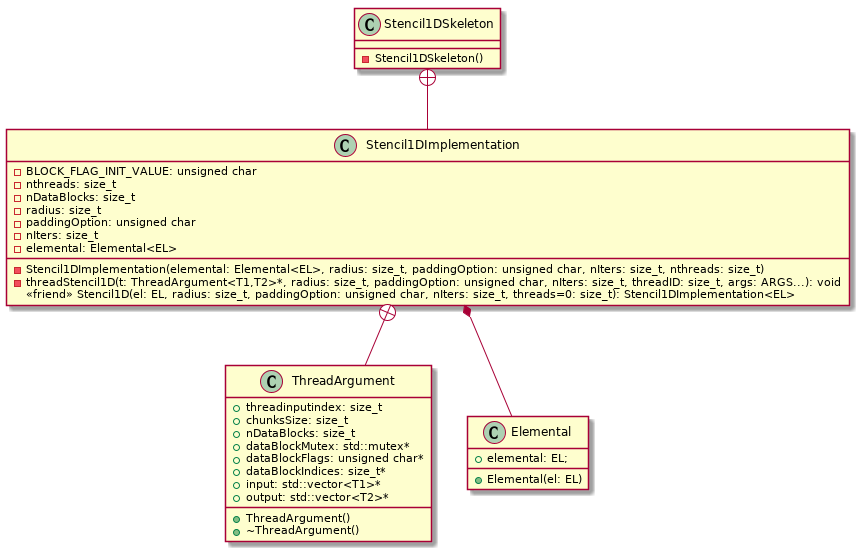 C Stencil1DSkeleton
Stencil1DSkeleton()
C Stencil1DImplementation
BLOCK_FLAG_INIT_VALUE: unsigned char
nthreads: size_t
nDataBlocks: size_t
radius: size_t
paddingOption: unsigned char
nIters: size_t
elemental: Elemental<EL>
Stencil1DImplementation(elemental: Elemental<EL>, radius: size_t, paddingOption: unsigned char, nIters: size_t, nthreads: size_t)
threadStencil1D(t: ThreadArgument<T1,T2>*, radius: size_t, paddingOption: unsigned char, nIters: size_t, threadID: size_t, args: ARGS...): void
«friend» Stencil1D(el: EL, radius: size_t, paddingOption: unsigned char, nIters: size_t, threads=0: size_t): Stencil1DImplementation<EL>
C ThreadArgument
threadinputindex: size_t
chunksSize: size_t
nDataBlocks: size_t
dataBlockMutex: std::mutex*
dataBlockFlags: unsigned char*
dataBlockIndices: size_t*
input: std::vector<T1>*
output: std::vector<T2>*
ThreadArgument()
~ThreadArgument()
C Elemental
elemental: EL;
Elemental(el: EL)